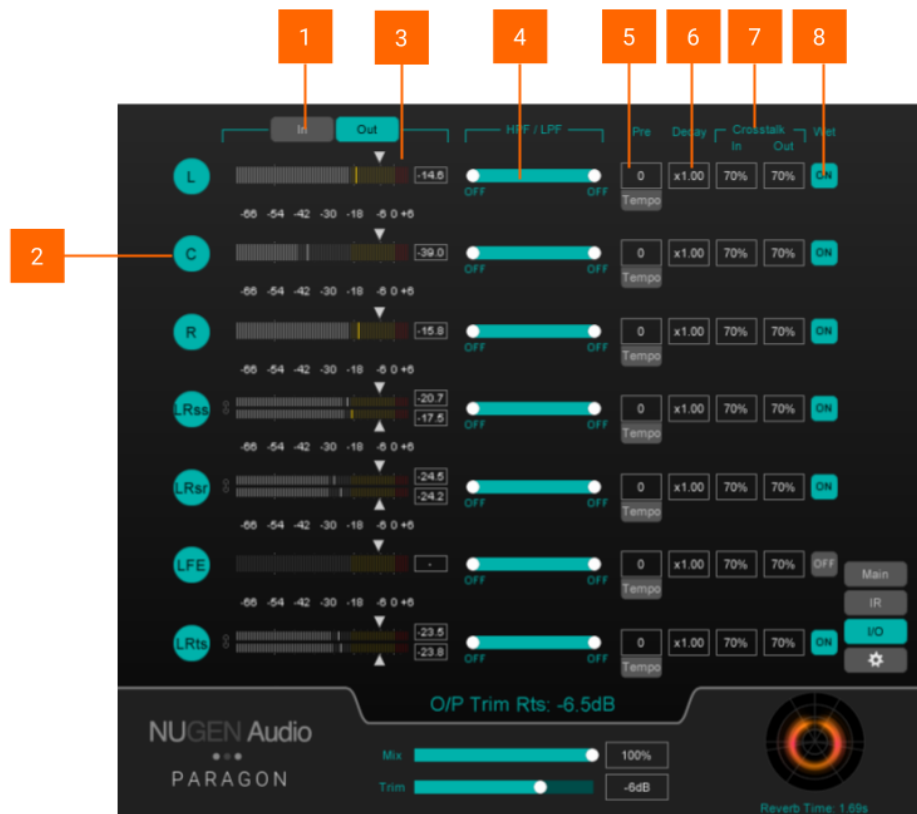 1 3 4 5 6 7 8
In Out HPF / LPF Pre Decay Crosstalk Wet
In Out
L -14.6 0 x1.00 70% 70% ON
OFF OFF Tempo
-66 -54 -42 -30 -18 -6 0 +6
2 C -39.0 0 x1.00 70% 70% ON
OFF OFF Tempo
-66 -54 -42 -30 -18 -6 0 +6
R -15.8 0 x1.00 70% 70% ON
OFF OFF Tempo
-66 -54 -42 -30 -18 -6 0 +6
LRss -20.7 0 x1.00 70% 70% ON
-17.5
OFF OFF Tempo
-66 -54 -42 -30 -18 -6 0 +6
LRsr -24.5 0 x1.00 70% 70% ON
-24.2
OFF OFF Tempo
-66 -54 -42 -30 -18 -6 0 +6
LFE - 0 x1.00 70% 70% OFF
OFF OFF Tempo
Main
-66 -54 -42 -30 -18 -6 0 +6
IR
LRts -23.5 0 x1.00 70% 70% ON I/O
-23.8
OFF OFF Tempo
O/P Trim Rts: -6.5dB
NUGEN Audio
PARAGON
Mix 100%
Trim -6dB
Reverb Time: 1.69s